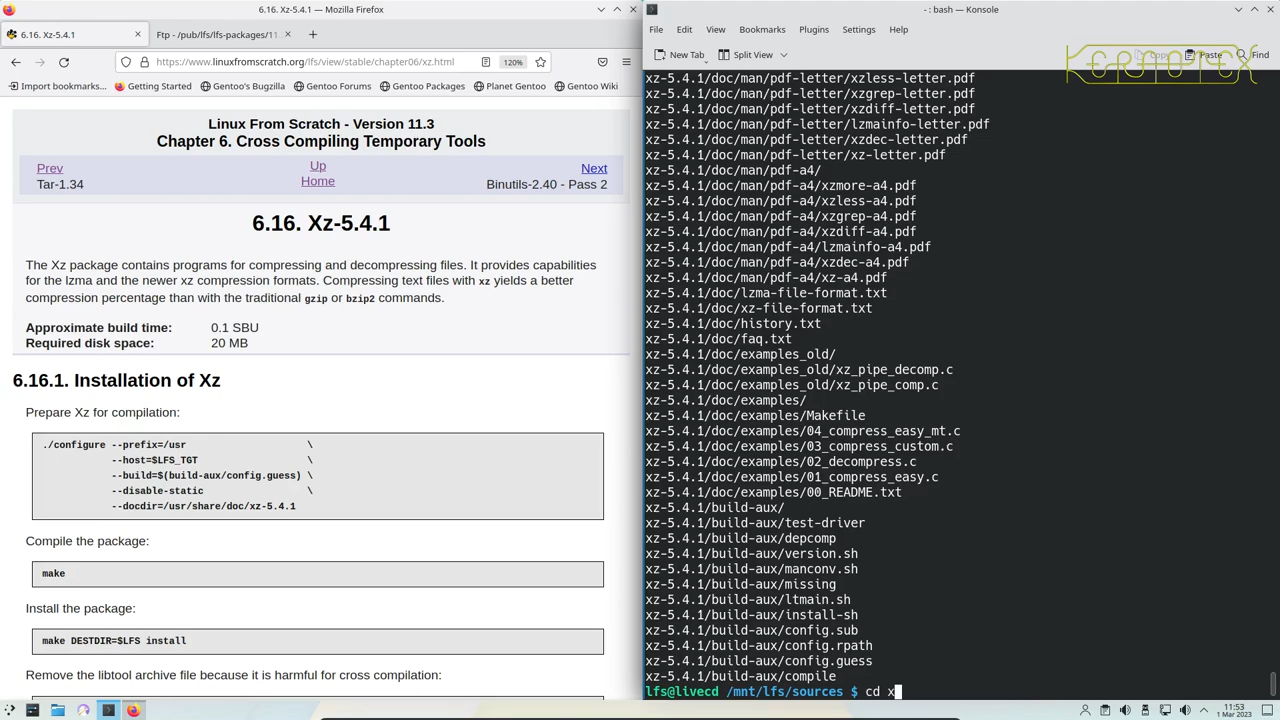 6.16. Xz-5.4.1 — Mozilla Firefox
6.16. Xz-5.4.1
Ftp - /pub/lfs/lfs-packages/11.
https://www.linuxfromscratch.org/lfs/view/stable/chapter06/xz.html
120%
Import bookmarks...
Getting Started
Gentoo's Bugzilla
Gentoo Forums
Gentoo Packages
Planet Gentoo
Gentoo Wiki
Linux From Scratch - Version 11.3
Chapter 6. Cross Compiling Temporary Tools
Prev
Up
Next
Tar-1.34
Home
Binutils-2.40 - Pass 2
6.16. Xz-5.4.1
The Xz package contains programs for compressing and decompressing files. It provides capabilities
for the lzma and the newer xz compression formats. Compressing text files with xz yields a better
compression percentage than with the traditional gzip or bzip2 commands.
Approximate build time: 0.1 SBU
Required disk space: 20 MB
6.16.1. Installation of Xz
Prepare Xz for compilation:
./configure --prefix=/usr \
--host=$LFS_TGT \
--build=$(build-aux/config.guess) \
--disable-static \
--docdir=/usr/share/doc/xz-5.4.1
Compile the package:
make
Install the package:
make DESTDIR=$LFS install
Remove the libtool archive file because it is harmful for cross compilation:
- : bash — Konsole
File Edit View Bookmarks Plugins Settings Help
New Tab
Split View
Copy
Paste
Find
KERAPLEX
xz-5.4.1/doc/man/pdf-letter/xzless-letter.pdf
xz-5.4.1/doc/man/pdf-letter/xzgrep-letter.pdf
xz-5.4.1/doc/man/pdf-letter/xzdiff-letter.pdf
xz-5.4.1/doc/man/pdf-letter/lzmainfo-letter.pdf
xz-5.4.1/doc/man/pdf-letter/xzdec-letter.pdf
xz-5.4.1/doc/man/pdf-letter/xz-letter.pdf
xz-5.4.1/doc/man/pdf-a4/
xz-5.4.1/doc/man/pdf-a4/xzmore-a4.pdf
xz-5.4.1/doc/man/pdf-a4/xzless-a4.pdf
xz-5.4.1/doc/man/pdf-a4/xzgrep-a4.pdf
xz-5.4.1/doc/man/pdf-a4/xzdiff-a4.pdf
xz-5.4.1/doc/man/pdf-a4/lzmainfo-a4.pdf
xz-5.4.1/doc/man/pdf-a4/xzdec-a4.pdf
xz-5.4.1/doc/man/pdf-a4/xz-a4.pdf
xz-5.4.1/doc/lzma-file-format.txt
xz-5.4.1/doc/xz-file-format.txt
xz-5.4.1/doc/history.txt
xz-5.4.1/doc/faq.txt
xz-5.4.1/doc/examples_old/
xz-5.4.1/doc/examples_old/xz_pipe_decomp.c
xz-5.4.1/doc/examples_old/xz_pipe_comp.c
xz-5.4.1/doc/examples/
xz-5.4.1/doc/examples/Makefile
xz-5.4.1/doc/examples/04_compress_easy_mt.c
xz-5.4.1/doc/examples/03_compress_custom.c
xz-5.4.1/doc/examples/02_decompress.c
xz-5.4.1/doc/examples/01_compress_easy.c
xz-5.4.1/doc/examples/00_README.txt
xz-5.4.1/build-aux/
xz-5.4.1/build-aux/test-driver
xz-5.4.1/build-aux/depcomp
xz-5.4.1/build-aux/version.sh
xz-5.4.1/build-aux/manconv.sh
xz-5.4.1/build-aux/missing
xz-5.4.1/build-aux/ltmain.sh
xz-5.4.1/build-aux/install-sh
xz-5.4.1/build-aux/config.sub
xz-5.4.1/build-aux/config.rpath
xz-5.4.1/build-aux/config.guess
xz-5.4.1/build-aux/compile
lfs@livecd /mnt/lfs/sources $ cd x
11:53
1 Mar 2023